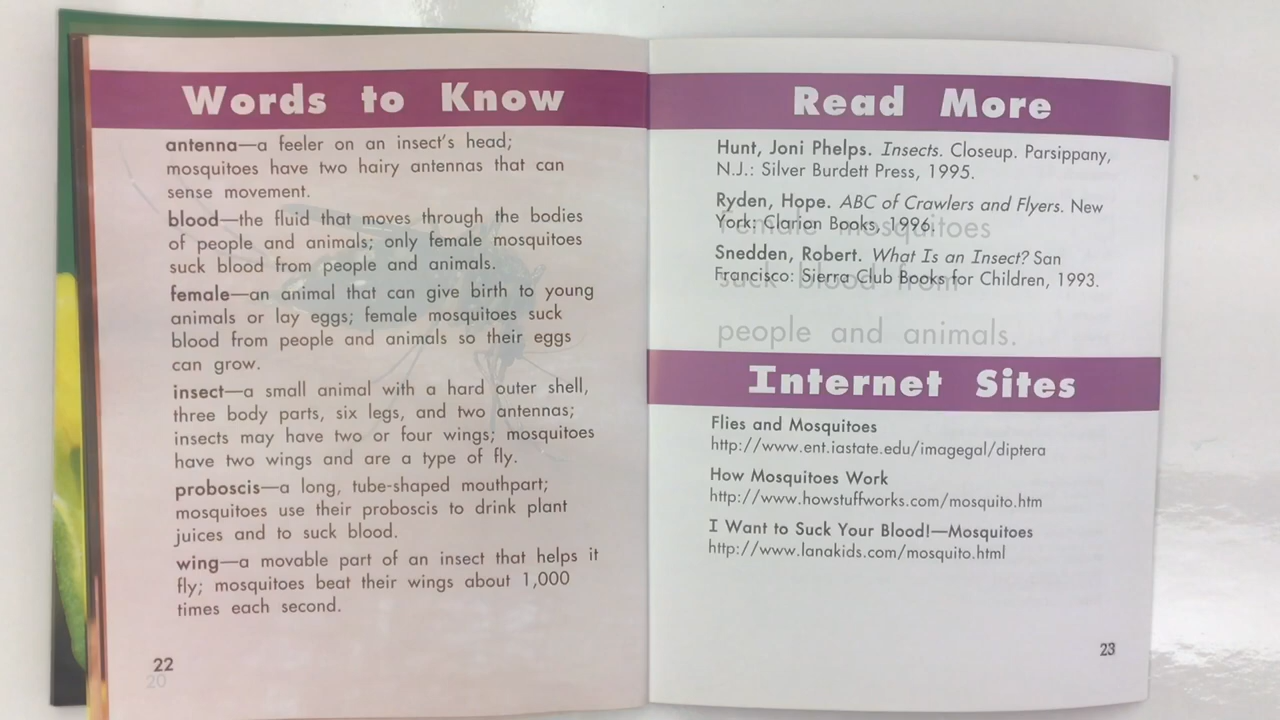 Words to Know
antenna—a feeler on an insect's head;
mosquitoes have two hairy antennas that can
sense movement.
blood—the fluid that moves through the bodies
of people and animals; only female mosquitoes
suck blood from people and animals.
female—an animal that can give birth to young
animals or lay eggs; female mosquitoes suck
blood from people and animals so their eggs
can grow.
insect—a small animal with a hard outer shell,
three body parts, six legs, and two antennas;
insects may have two or four wings; mosquitoes
have two wings and are a type of fly.
proboscis—a long, tube-shaped mouthpart;
mosquitoes use their proboscis to drink plant
juices and to suck blood.
wing—a movable part of an insect that helps it
fly; mosquitoes beat their wings about 1,000
times each second.
22
20
Read More
Hunt, Joni Phelps. Insects. Closeup. Parsippany,
N.J.: Silver Burdett Press, 1995.
Ryden, Hope. ABC of Crawlers and Flyers. New
York: Clarion Books, 1996.
female mosquitoes
Snedden, Robert. What Is an Insect? San
Francisco: Sierra Club Books for Children, 1993.
suck blood from
people and animals.
Internet Sites
Flies and Mosquitoes
http://www.ent.iastate.edu/imagegal/diptera
How Mosquitoes Work
http://www.howstuffworks.com/mosquito.htm
I Want to Suck Your Blood!—Mosquitoes
http://www.lanakids.com/mosquito.html
23